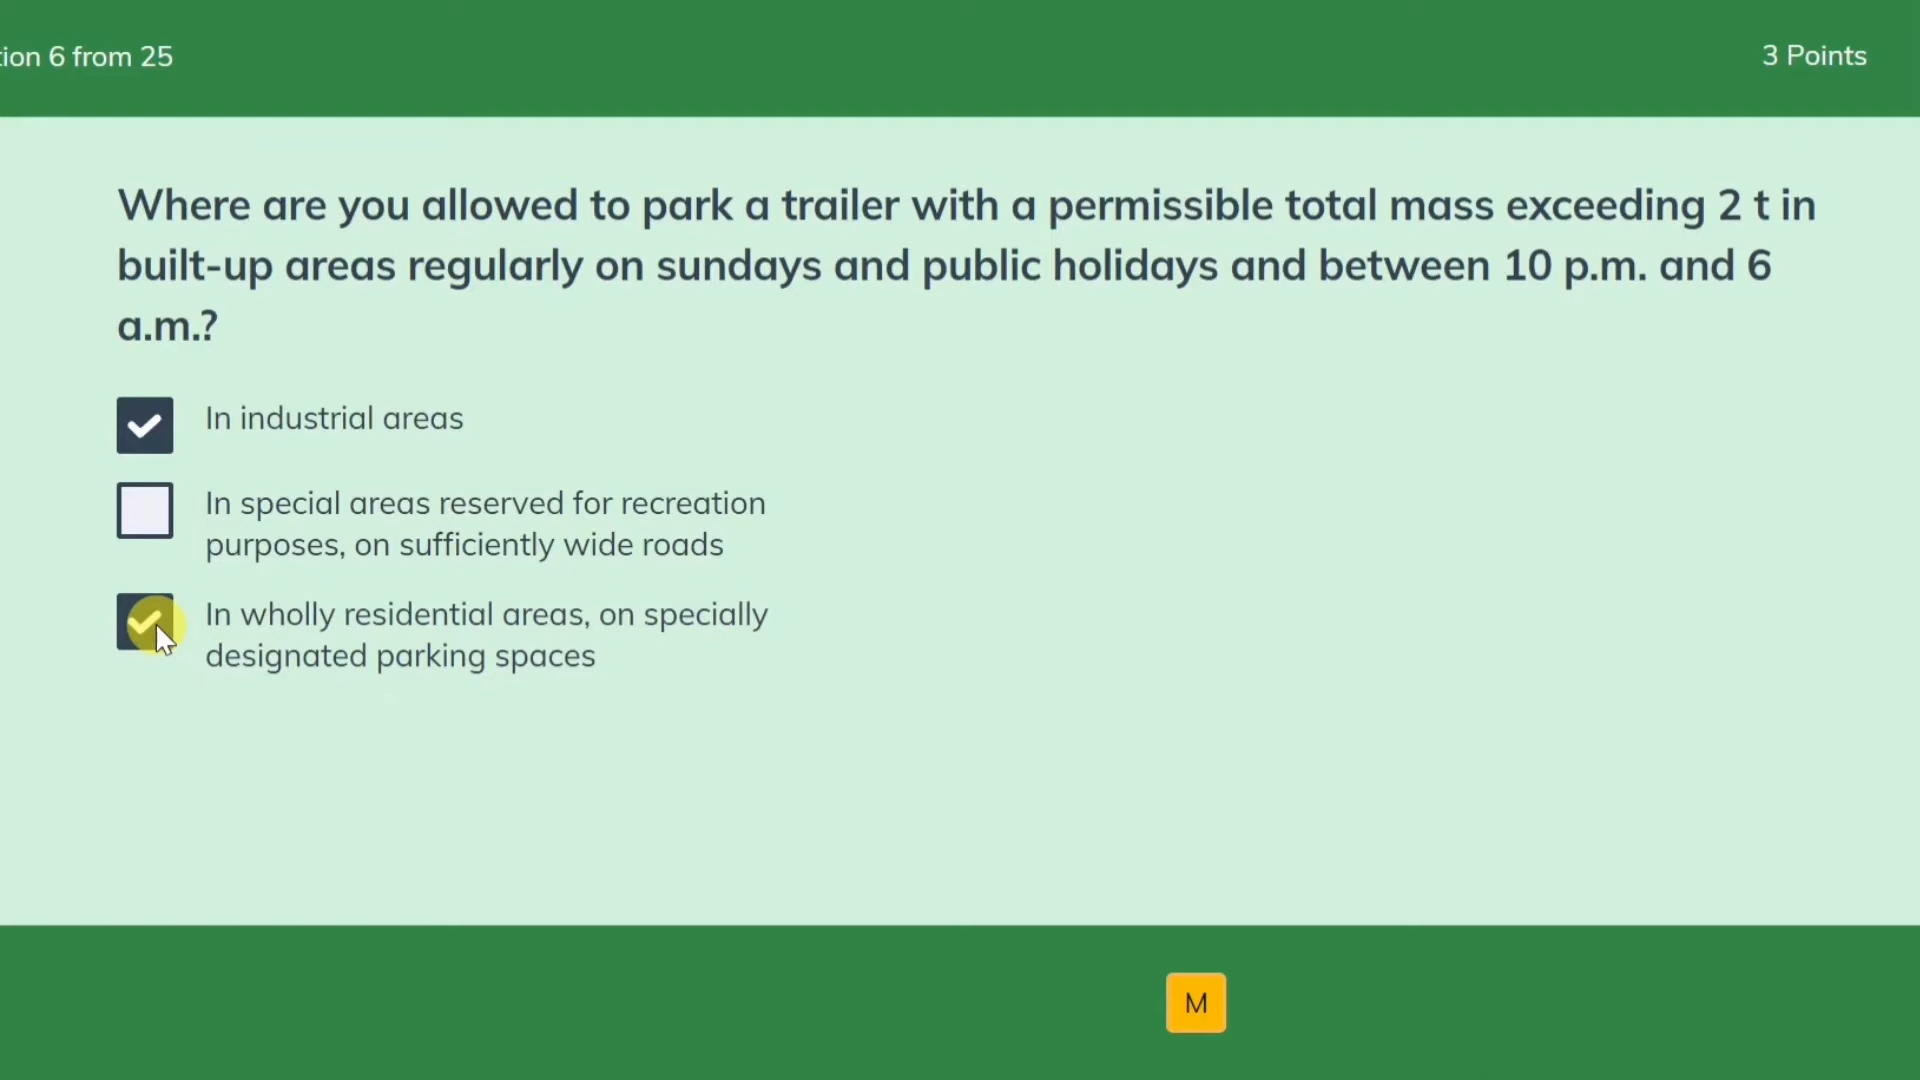 tion 6 from 25
3 Points
Where are you allowed to park a trailer with a permissible total mass exceeding 2 t in
built-up areas regularly on sundays and public holidays and between 10 p.m. and 6
a.m.?
In industrial areas
In special areas reserved for recreation
purposes, on sufficiently wide roads
In wholly residential areas, on specially
designated parking spaces
M